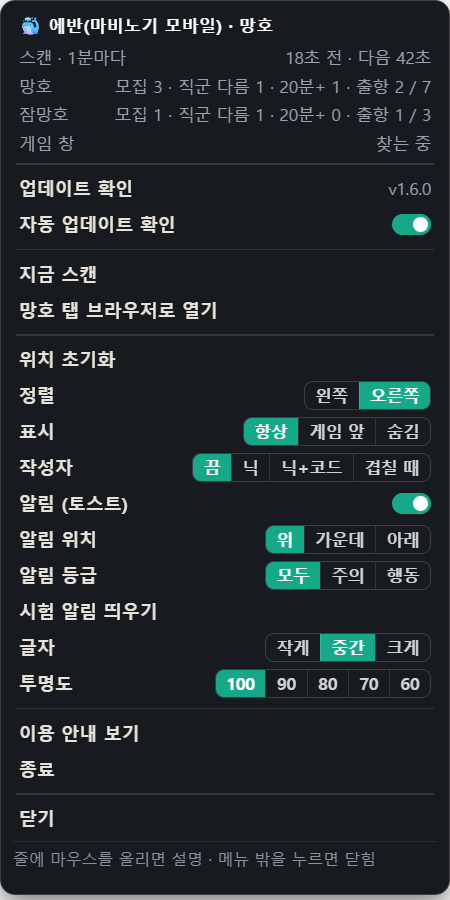 에반(마비노기 모바일) · 망호
스캔 · 1분마다 18초 전 · 다음 42초
망호 모집 3 · 직군 다름 1 · 20분+ 1 · 출항 2 / 7
잠망호 모집 1 · 직군 다름 1 · 20분+ 0 · 출항 1 / 3
게임 창 찾는 중
업데이트 확인 v1.6.0
자동 업데이트 확인
지금 스캔
망호 탭 브라우저로 열기
위치 초기화
정렬 왼쪽 오른쪽
표시 항상 게임 앞 숨김
작성자 끔 닉 닉+코드 겹칠 때
알림 (토스트)
알림 위치 위 가운데 아래
알림 등급 모두 주의 행동
시험 알림 띄우기
글자 작게 중간 크게
투명도 100 90 80 70 60
이용 안내 보기
종료
닫기
줄에 마우스를 올리면 설명 · 메뉴 밖을 누르면 닫힘